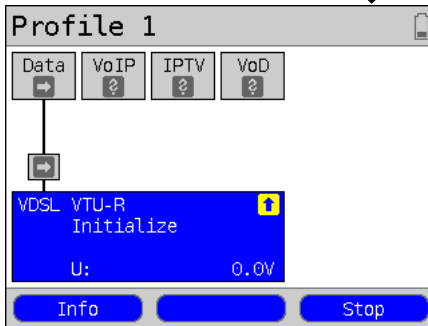 Profile 1
Data VoIP IPTV VoD
? ? ?
VDSL VTU-R
Initialize
U: 0.0V
Info Stop